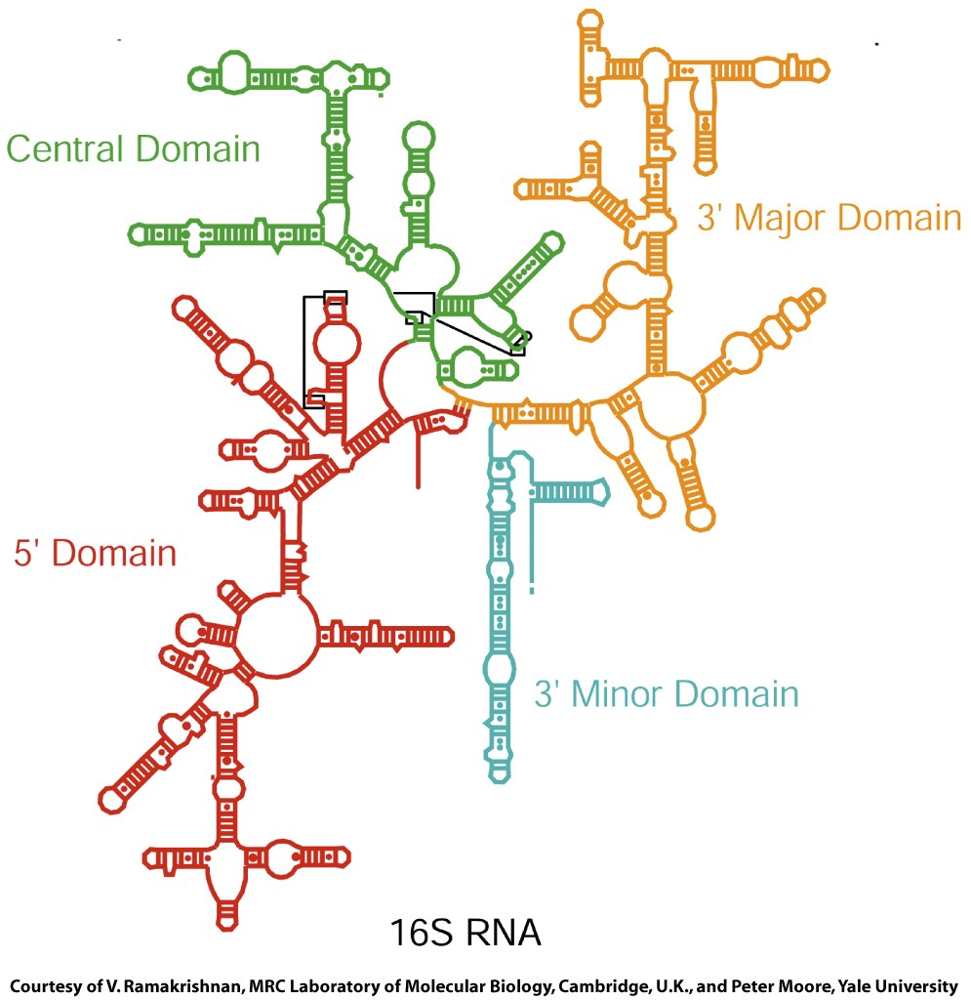 Central Domain
3' Major Domain
5' Domain
3' Minor Domain
16S RNA
Courtesy of V. Ramakrishnan, MRC Laboratory of Molecular Biology, Cambridge, U.K., and Peter Moore, Yale University